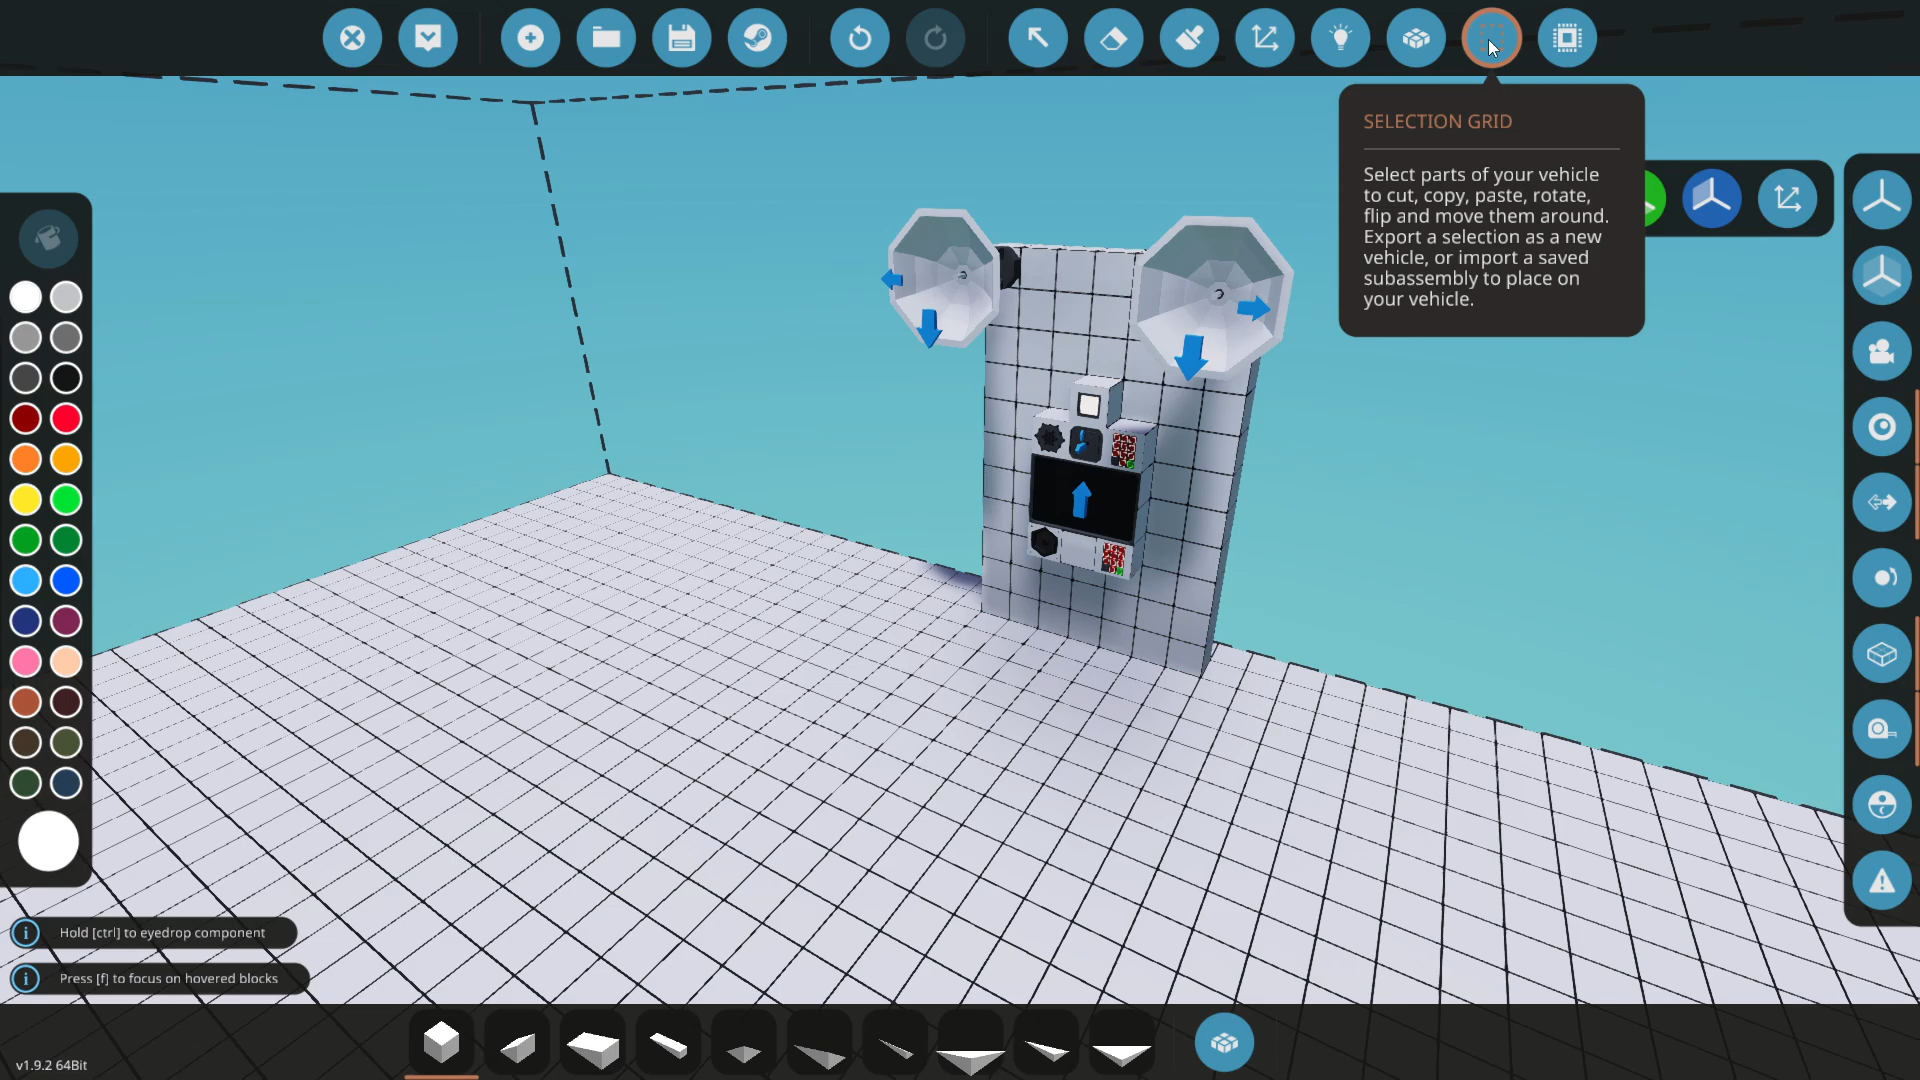 SELECTION GRID
Select parts of your vehicle
to cut, copy, paste, rotate,
flip and move them around.
Export a selection as a new
vehicle, or import a saved
subassembly to place on
your vehicle.
Hold [ctrl] to eyedrop component
Press [f] to focus on hovered blocks
v1.9.2 64Bit